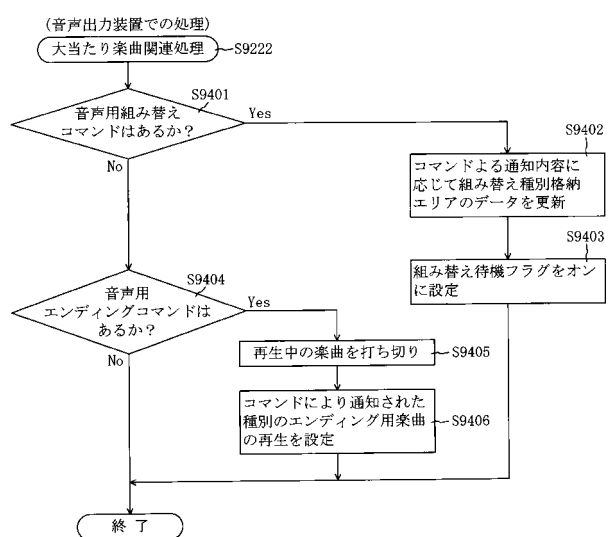 (音声出力装置での処理)
大当たり楽曲関連処理
S9222
S9401
音声用組み替え
コマンドはあるか?
Yes
No
S9402
コマンドよる通知内容に
応じて組み替え種別格納
エリアのデータを更新
S9403
組み替え待機フラグをオン
に設定
S9404
音声用
エンディングコマンドは
あるか?
Yes
No
再生中の楽曲を打ち切り
S9405
コマンドにより通知された
種別のエンディング用楽曲
の再生を設定
S9406
終 了